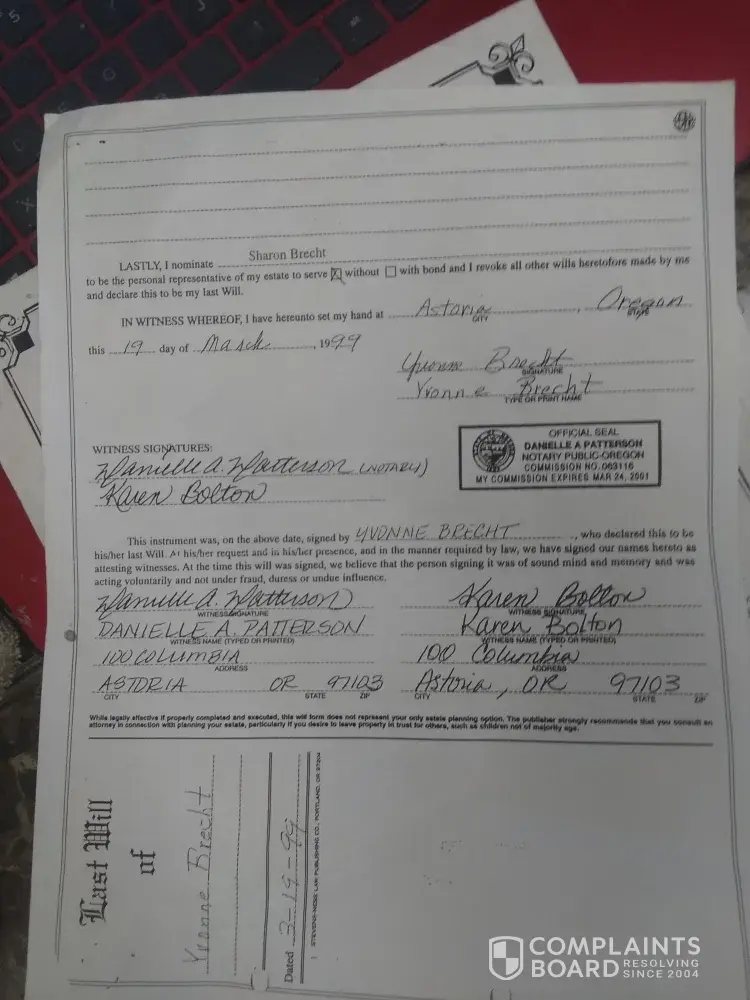 LASTLY, I nominate Sharon Brecht
to be the personal representative of my estate to serve ☒ without ☐ with bond and I revoke all other wills heretofore made by me
and declare this to be my last Will.
IN WITNESS WHEREOF, I have hereunto set my hand at Astoria, Oregon
CITY STATE
this 19 day of March, 1999
Yvonne Brecht
SIGNATURE
Yvonne Brecht
TYPE OR PRINT NAME
OFFICIAL SEAL
DANIELLE A PATTERSON
NOTARY PUBLIC-OREGON
COMMISSION NO. 063116
MY COMMISSION EXPIRES MAR 24, 2001
WITNESS SIGNATURES:
Danielle A. Patterson (NOTARY)
Karen Bolton
This instrument was, on the above date, signed by YVONNE BRECHT, who declared this to be
his/her last Will. At his/her request and in his/her presence, and in the manner required by law, we have signed our names hereto as
attesting witnesses. At the time this will was signed, we believe that the person signing it was of sound mind and memory and was
acting voluntarily and not under fraud, duress or undue influence.
Danielle A. Patterson Karen Bolton
WITNESS SIGNATURE WITNESS SIGNATURE
DANIELLE A. PATTERSON Karen Bolton
WITNESS NAME (TYPED OR PRINTED) WITNESS NAME (TYPED OR PRINTED)
100 COLUMBIA 100 Columbia
ADDRESS ADDRESS
ASTORIA OR 97103 Astoria, OR 97103
CITY STATE ZIP CITY STATE ZIP
While legally effective if properly completed and executed, this will form does not represent your only estate planning option. The publisher strongly recommends that you consult an
attorney in connection with planning your estate, particularly if you desire to leave property in trust for others, such as children not of majority age.
Last Will
of
Yvonne Brecht
Dated 3-19-99
STEVENS-NESS LAW PUBLISHING CO., PORTLAND, OR 97204
COMPLAINTS
BOARD RESOLVING
SINCE 2004